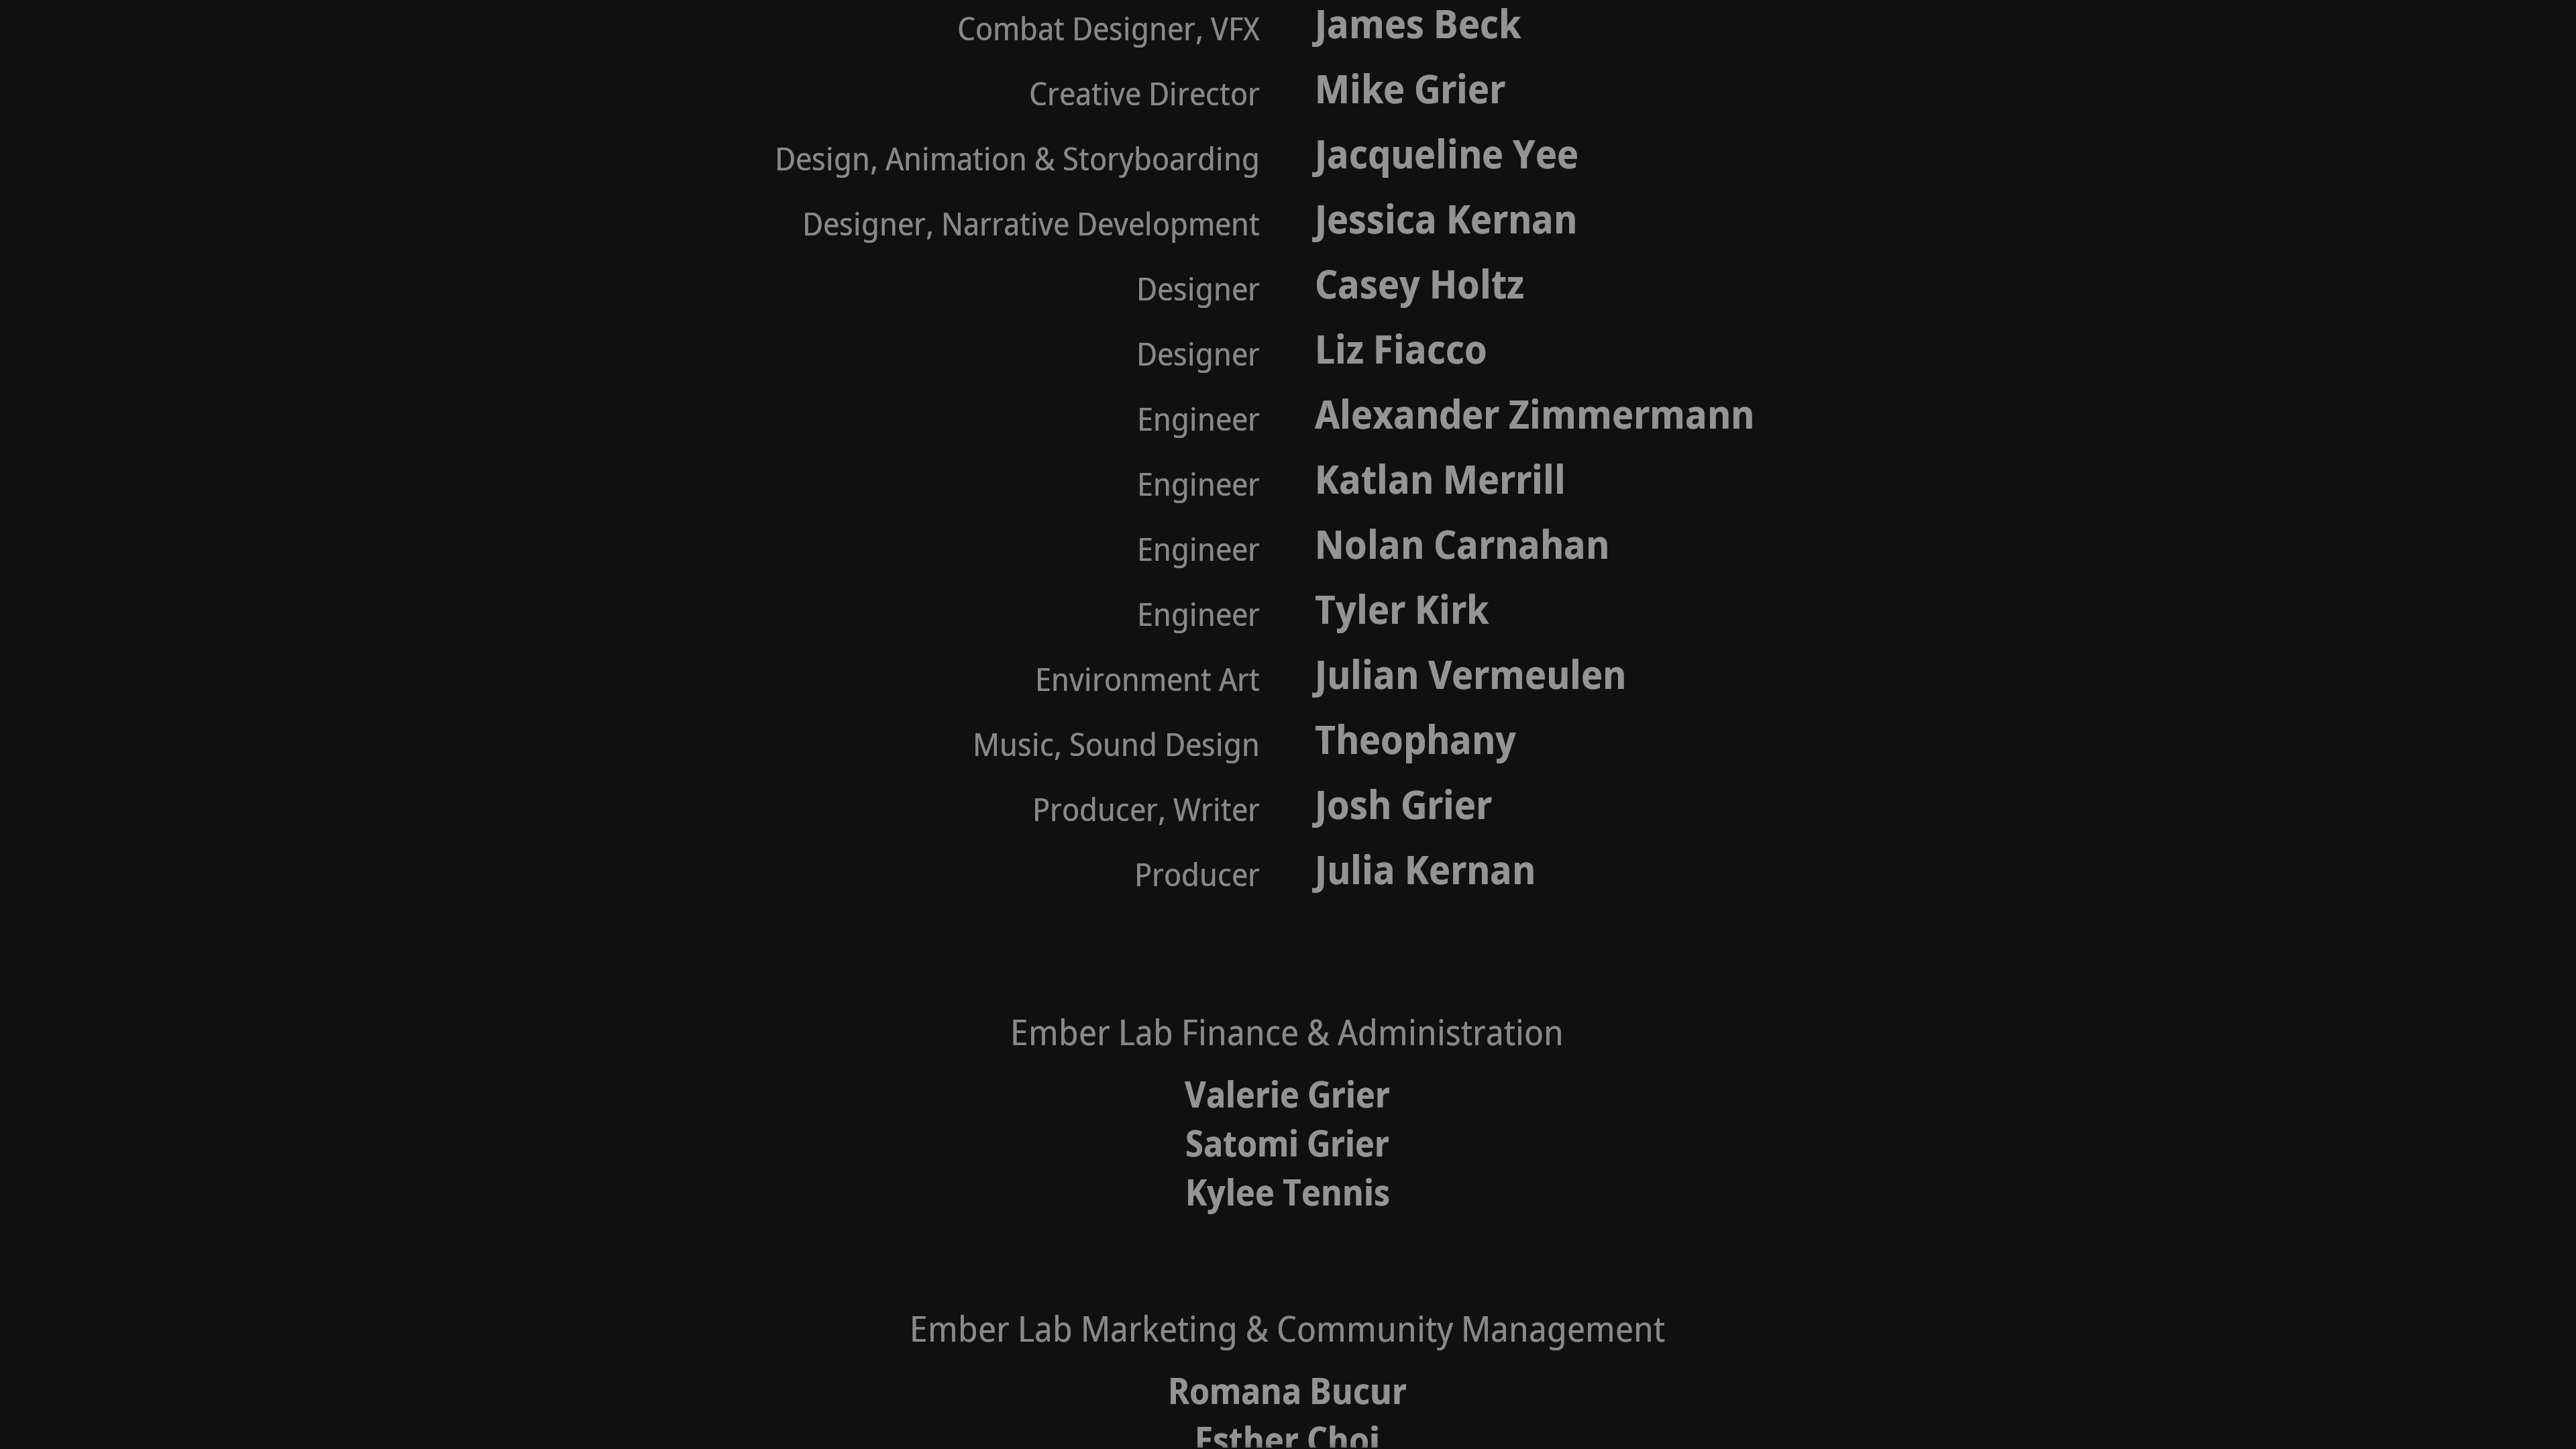 Combat Designer, VFX James Beck
Creative Director Mike Grier
Design, Animation & Storyboarding Jacqueline Yee
Designer, Narrative Development Jessica Kernan
Designer Casey Holtz
Designer Liz Fiacco
Engineer Alexander Zimmermann
Engineer Katlan Merrill
Engineer Nolan Carnahan
Engineer Tyler Kirk
Environment Art Julian Vermeulen
Music, Sound Design Theophany
Producer, Writer Josh Grier
Producer Julia Kernan
Ember Lab Finance & Administration
Valerie Grier
Satomi Grier
Kylee Tennis
Ember Lab Marketing & Community Management
Romana Bucur
Esther Choi